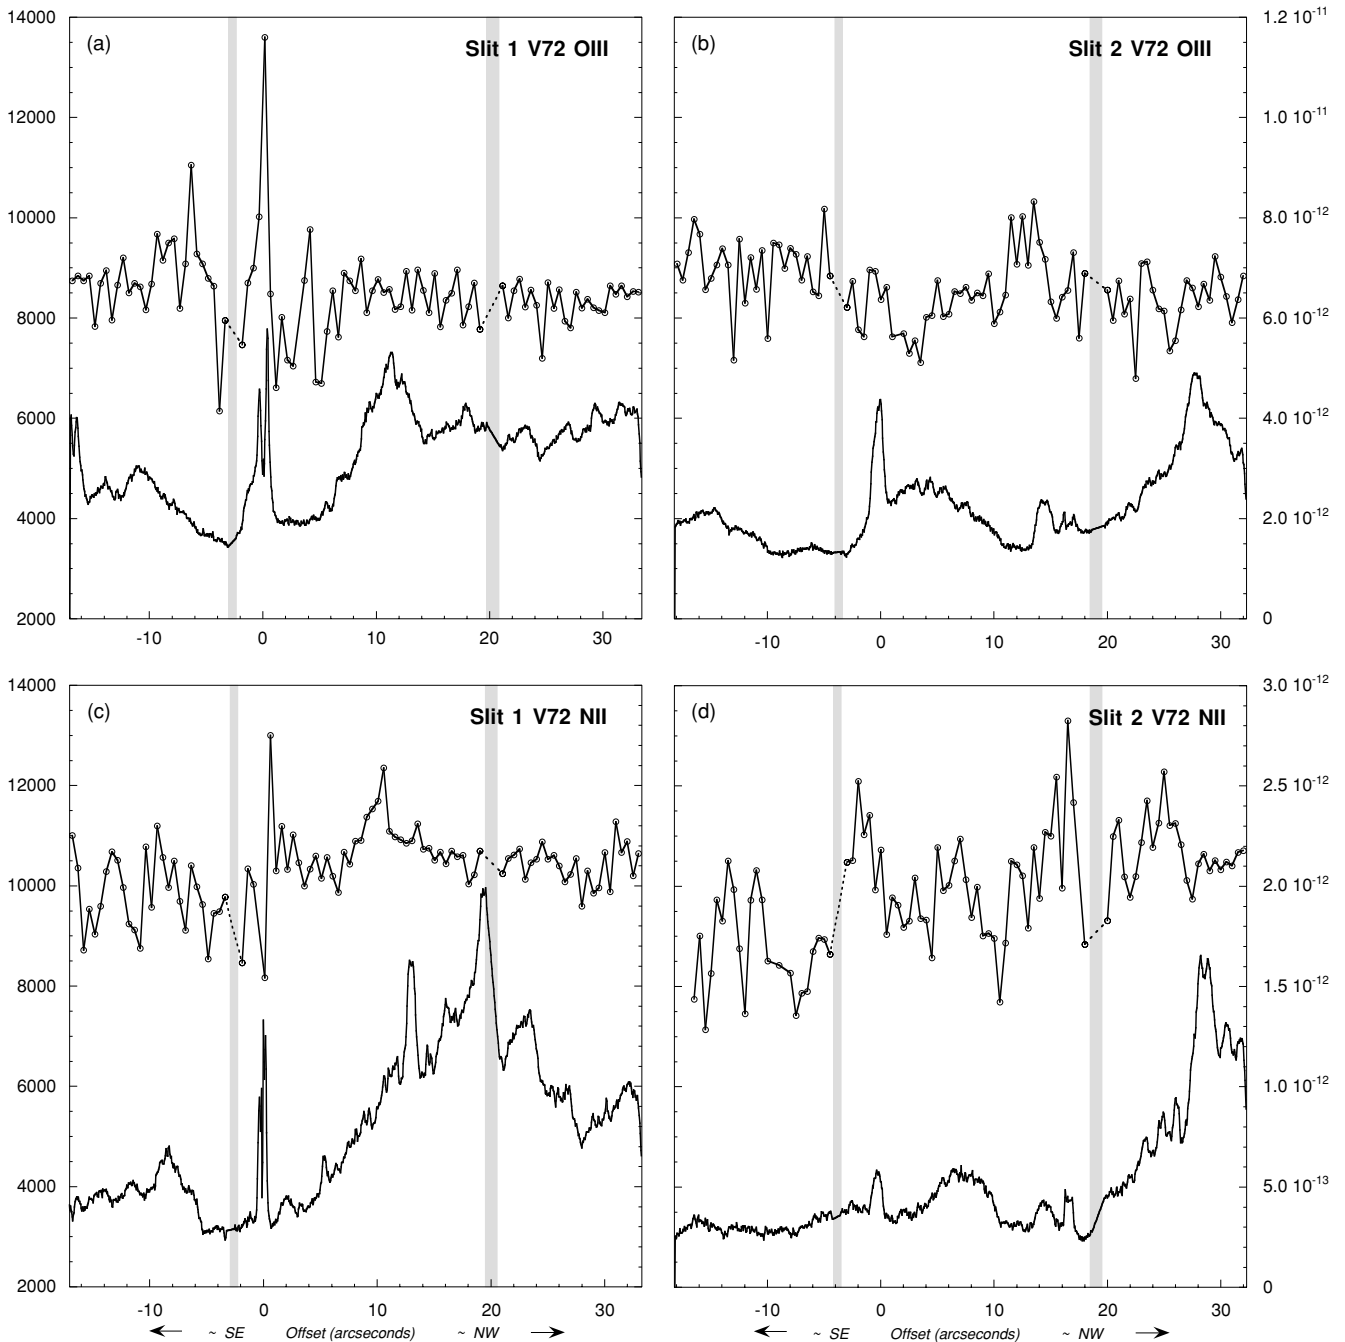 (a) Slit 1 V72 OIII
14000
12000
10000
8000
6000
4000
2000
-10 0 10 20 30
(b) Slit 2 V72 OIII
1.2 10-11
1.0 10-11
8.0 10-12
6.0 10-12
4.0 10-12
2.0 10-12
0
-10 0 10 20 30
(c) Slit 1 V72 NII
14000
12000
10000
8000
6000
4000
2000
-10 0 10 20 30
~ SE Offset (arcseconds) ~ NW
(d) Slit 2 V72 NII
3.0 10-12
2.5 10-12
2.0 10-12
1.5 10-12
1.0 10-12
5.0 10-13
0
-10 0 10 20 30
~ SE Offset (arcseconds) ~ NW